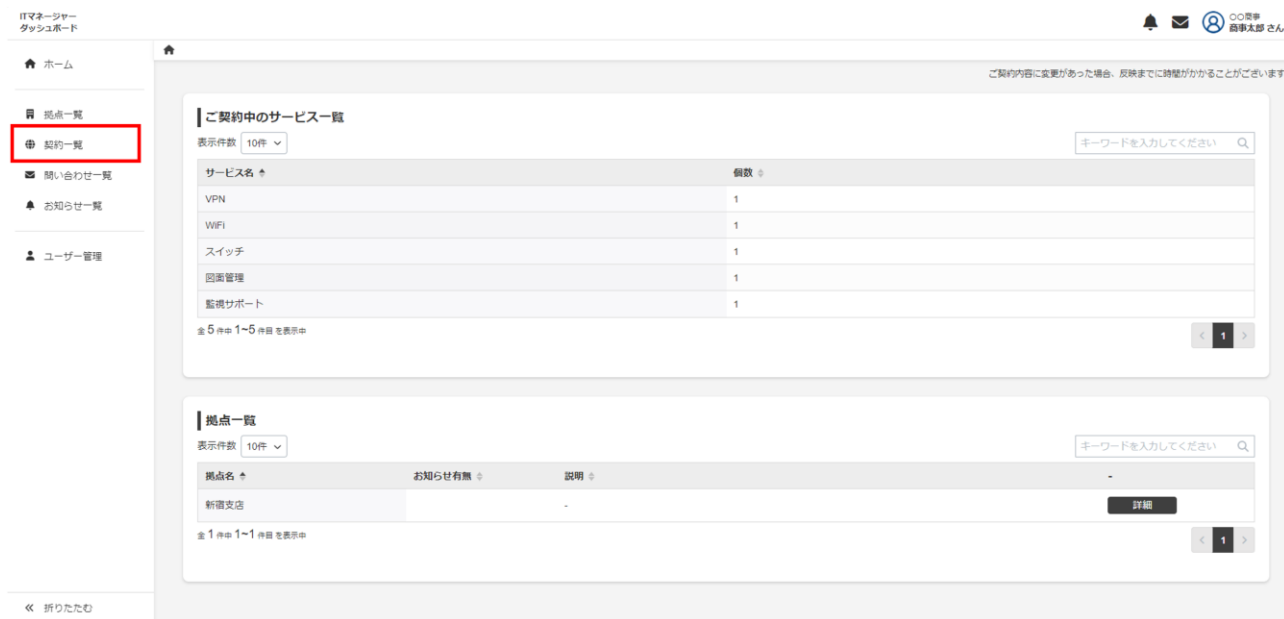 ITマネージャー
ダッシュボード
〇〇商事
商事太郎 さん
ホーム
ご契約内容に変更があった場合、反映までに時間がかかることがございます
拠点一覧
契約一覧
問い合わせ一覧
お知らせ一覧
ユーザー管理
ご契約中のサービス一覧
表示件数 10件
キーワードを入力してください
サービス名 個数
VPN 1
WiFi 1
スイッチ 1
図面管理 1
監視サポート 1
全 5 件中 1~5 件目 を表示中
< 1 >
拠点一覧
表示件数 10件
キーワードを入力してください
拠点名 お知らせ有無 説明 -
新宿支店 - 詳細
全 1 件中 1~1 件目 を表示中
< 1 >
折りたたむ